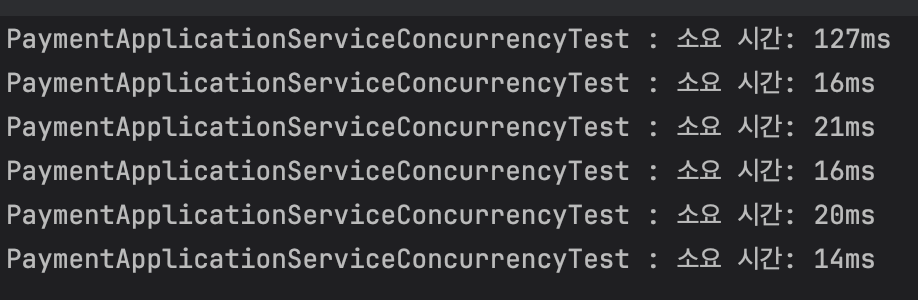 PaymentApplicationServiceConcurrencyTest : 소요 시간: 127ms
PaymentApplicationServiceConcurrencyTest : 소요 시간: 16ms
PaymentApplicationServiceConcurrencyTest : 소요 시간: 21ms
PaymentApplicationServiceConcurrencyTest : 소요 시간: 16ms
PaymentApplicationServiceConcurrencyTest : 소요 시간: 20ms
PaymentApplicationServiceConcurrencyTest : 소요 시간: 14ms